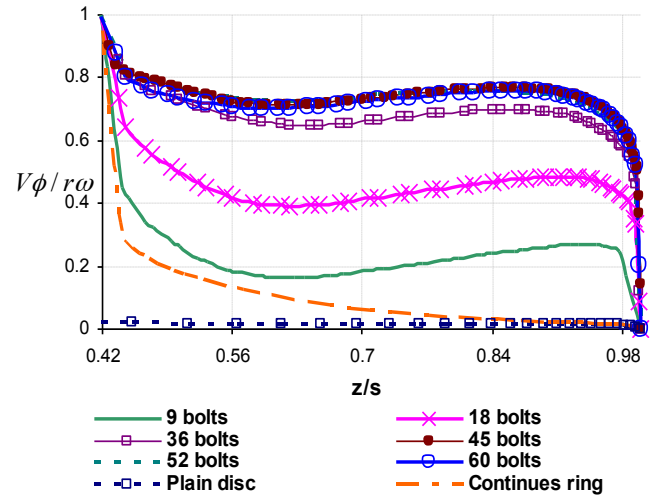 1
0.8
0.6
Vϕ/rω
0.4
0.2
0
0.42 0.56 0.7 0.84 0.98
z/s
9 bolts 18 bolts
36 bolts 45 bolts
52 bolts 60 bolts
Plain disc Continues ring